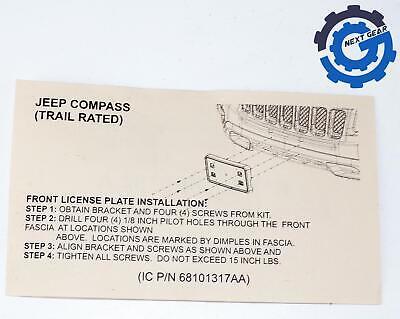 NEXT GEAR
JEEP COMPASS
(TRAIL RATED)
FRONT LICENSE PLATE INSTALLATION:
STEP 1: OBTAIN BRACKET AND FOUR (4) SCREWS FROM KIT.
STEP 2: DRILL FOUR (4) 1/8 INCH PILOT HOLES THROUGH THE FRONT
FASCIA AT LOCATIONS SHOWN
ABOVE. LOCATIONS ARE MARKED BY DIMPLES IN FASCIA.
STEP 3: ALIGN BRACKET AND SCREWS AS SHOWN ABOVE AND
STEP 4: TIGHTEN ALL SCREWS. DO NOT EXCEED 15 INCH LBS.
(IC P/N 68101317AA)